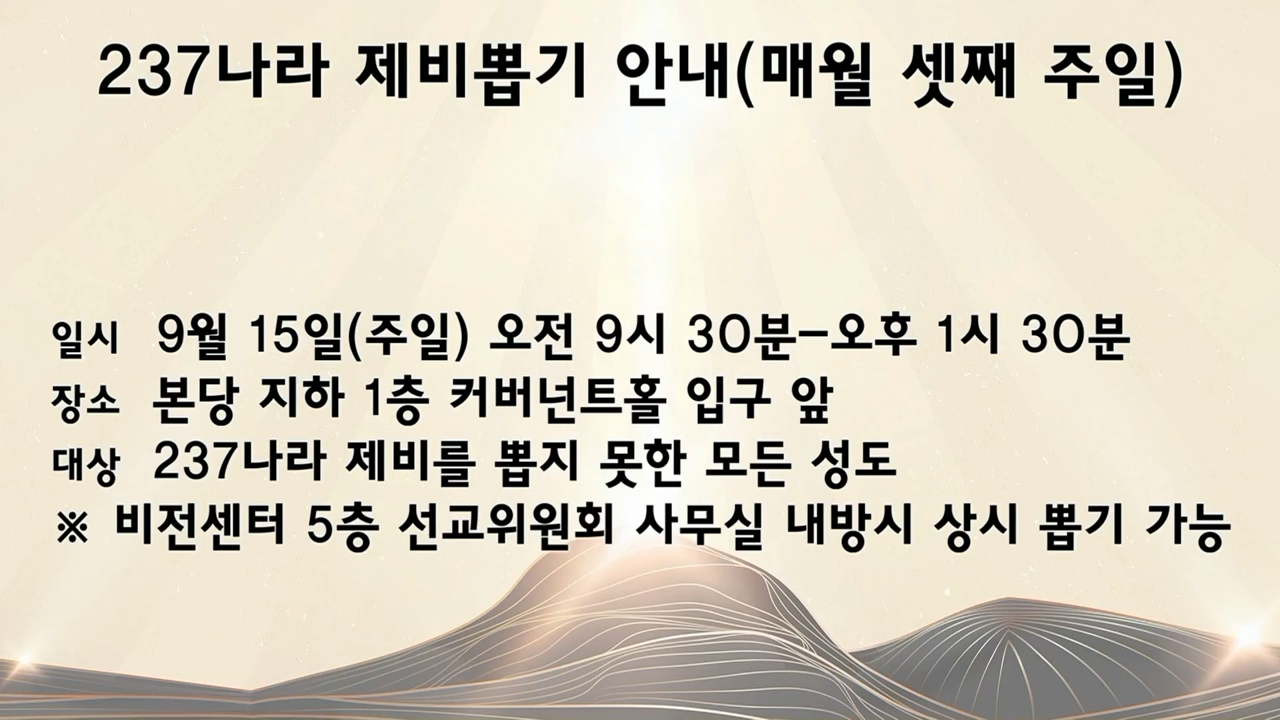 237나라 제비뽑기 안내(매월 셋째 주일)
일시 9월 15일(주일) 오전 9시 30분-오후 1시 30분
장소 본당 지하 1층 커버넌트홀 입구 앞
대상 237나라 제비를 뽑지 못한 모든 성도
※ 비전센터 5층 선교위원회 사무실 내방시 상시 뽑기 가능